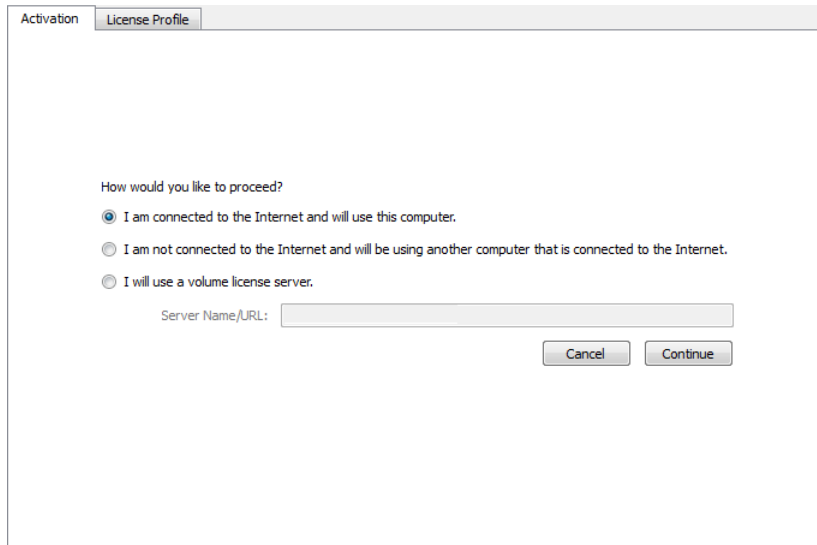 Activation
License Profile
How would you like to proceed?
I am connected to the Internet and will use this computer.
I am not connected to the Internet and will be using another computer that is connected to the Internet.
I will use a volume license server.
Server Name/URL:
Cancel
Continue